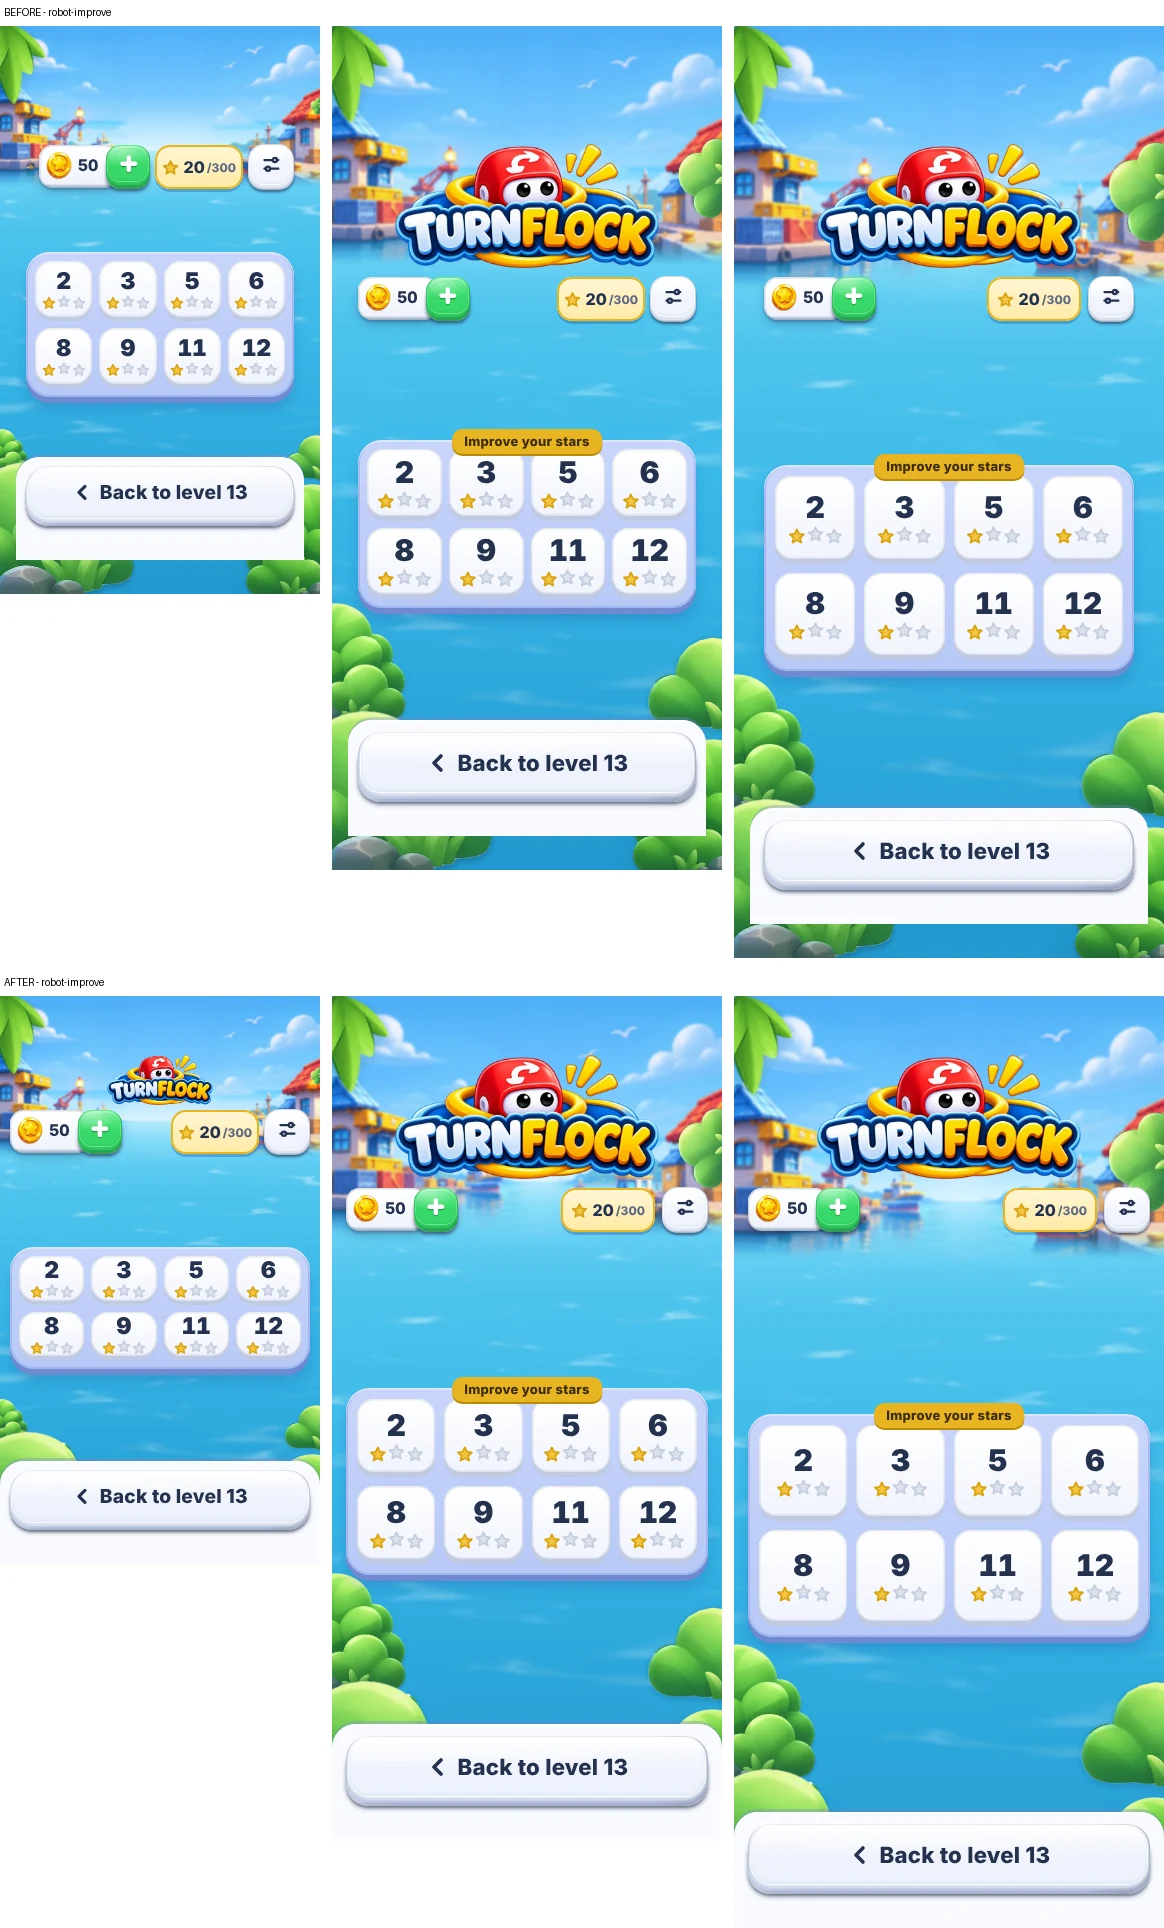 BEFORE - robot-improve
50 20/300
2 3 5 6
8 9 11 12
Back to level 13
TURNFLOCK
50 20/300
Improve your stars
2 3 5 6
8 9 11 12
Back to level 13
TURNFLOCK
50 20/300
Improve your stars
2 3 5 6
8 9 11 12
Back to level 13
AFTER - robot-improve
TURNFLOCK
50 20/300
2 3 5 6
8 9 11 12
Back to level 13
TURNFLOCK
50 20/300
Improve your stars
2 3 5 6
8 9 11 12
Back to level 13
TURNFLOCK
50 20/300
Improve your stars
2 3 5 6
8 9 11 12
Back to level 13